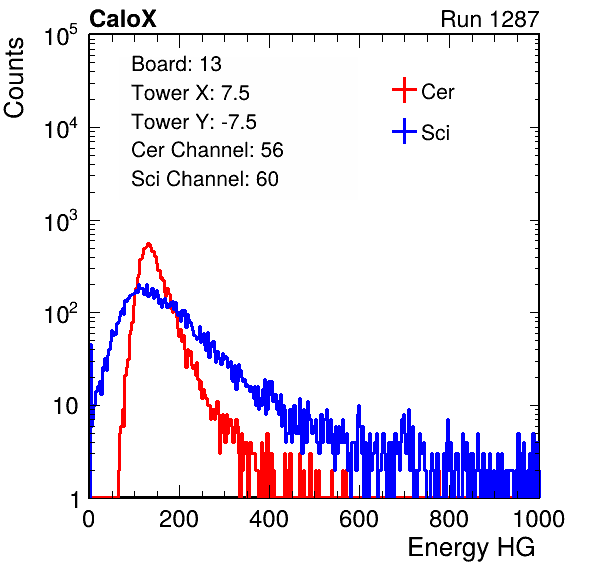 CaloX Run 1287
Counts
10^5
10^4
10^3
10^2
10
1
Board: 13
Tower X: 7.5
Tower Y: -7.5
Cer Channel: 56
Sci Channel: 60
Cer
Sci
0 200 400 600 800 1000
Energy HG